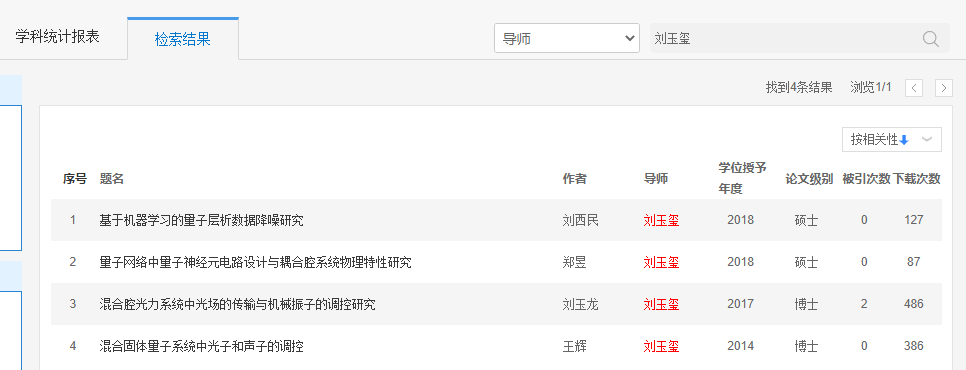 学科统计报表 检索结果 导师 刘玉玺
找到4条结果 浏览1/1
按相关性
序号 题名 作者 导师 学位授予年度 论文级别 被引次数 下载次数
1 基于机器学习的量子层析数据降噪研究 刘西民 刘玉玺 2018 硕士 0 127
2 量子网络中量子神经元电路设计与耦合腔系统物理特性研究 郑昱 刘玉玺 2018 硕士 0 87
3 混合腔光力系统中光场的传输与机械振子的调控研究 刘玉龙 刘玉玺 2017 博士 2 486
4 混合固体量子系统中光子和声子的调控 王辉 刘玉玺 2014 博士 0 386